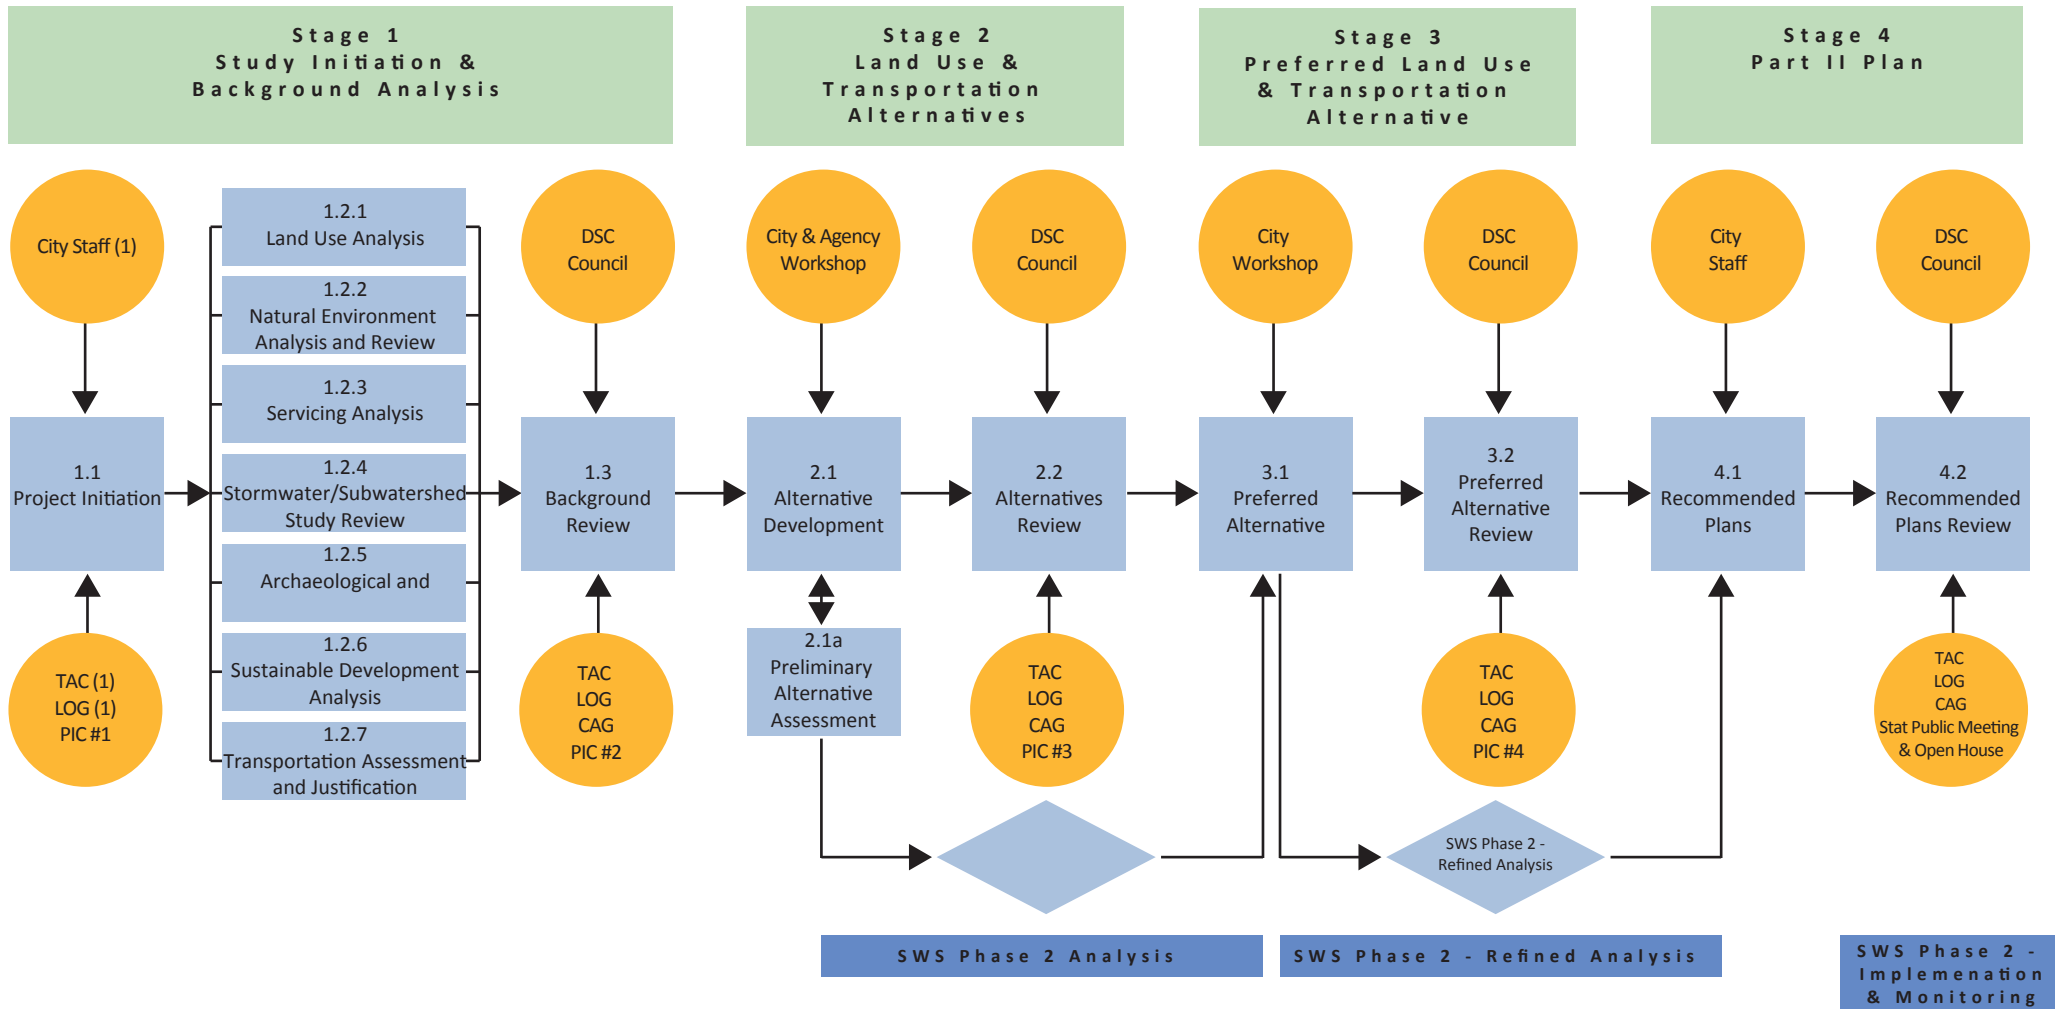 Stage 1
Study Initiation &
Background Analysis
Stage 2
Land Use &
Transportation
Alternatives
Stage 3
Preferred Land Use
& Transportation
Alternative
Stage 4
Part II Plan
City Staff (1)
1.2.1
Land Use Analysis
1.2.2
Natural Environment
Analysis and Review
1.2.3
Servicing Analysis
1.2.4
Stormwater/Subwatershed
Study Review
1.2.5
Archaeological and
1.2.6
Sustainable Development
Analysis
1.2.7
Transportation Assessment
and Justification
DSC
Council
City & Agency
Workshop
DSC
Council
City
Workshop
DSC
Council
City
Staff
DSC
Council
1.1
Project Initiation
1.3
Background
Review
2.1
Alternative
Development
2.2
Alternatives
Review
3.1
Preferred
Alternative
3.2
Preferred
Alternative
Review
4.1
Recommended
Plans
4.2
Recommended
Plans Review
TAC (1)
LOG (1)
PIC #1
TAC
LOG
CAG
PIC #2
2.1a
Preliminary
Alternative
Assessment
TAC
LOG
CAG
PIC #3
TAC
LOG
CAG
PIC #4
TAC
LOG
CAG
Stat Public Meeting
& Open House
SWS Phase 2 -
Refined Analysis
SWS Phase 2 Analysis
SWS Phase 2 - Refined Analysis
SWS Phase 2 -
Implemenation
& Monitoring